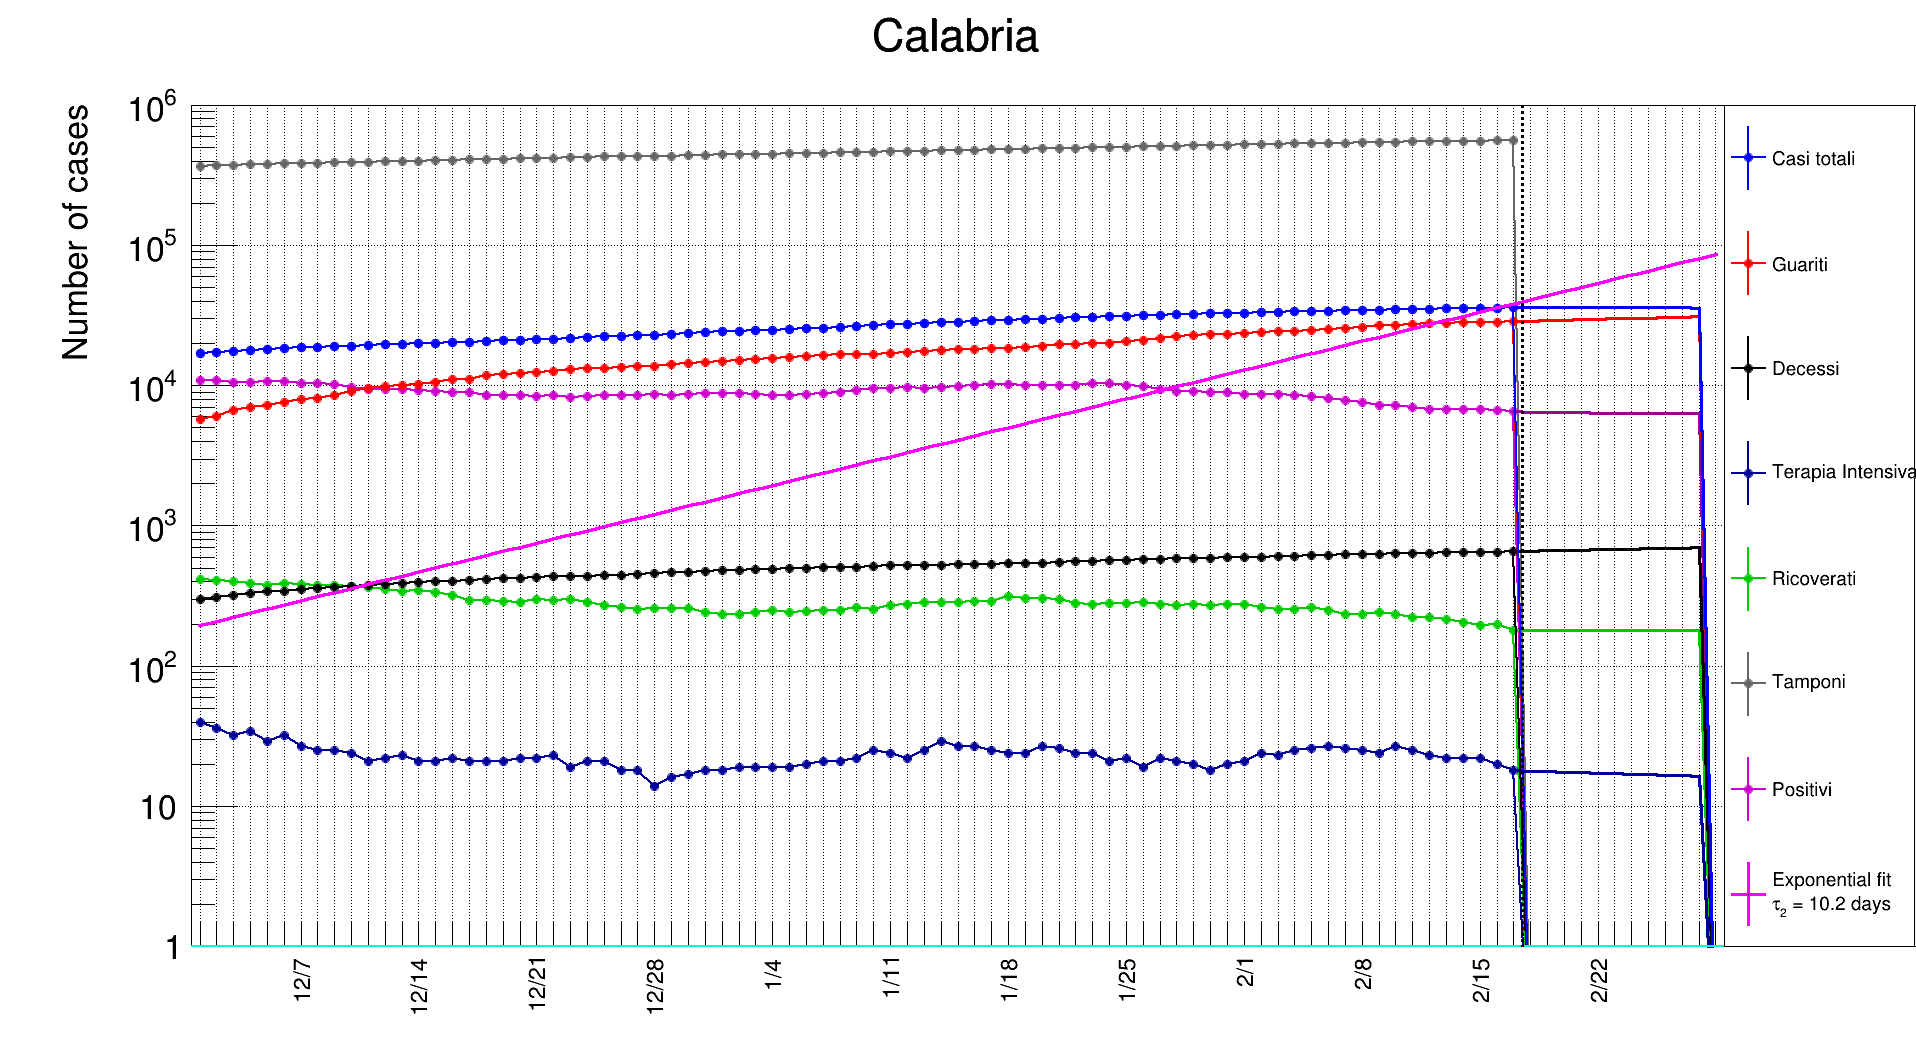 Calabria
Number of cases
10^6
10^5
10^4
10^3
10^2
10
1
12/7
12/14
12/21
12/28
1/4
1/11
1/18
1/25
2/1
2/8
2/15
2/22
Casi totali
Guariti
Decessi
Terapia Intensiva
Ricoverati
Tamponi
Positivi
Exponential fit
τ₂ = 10.2 days